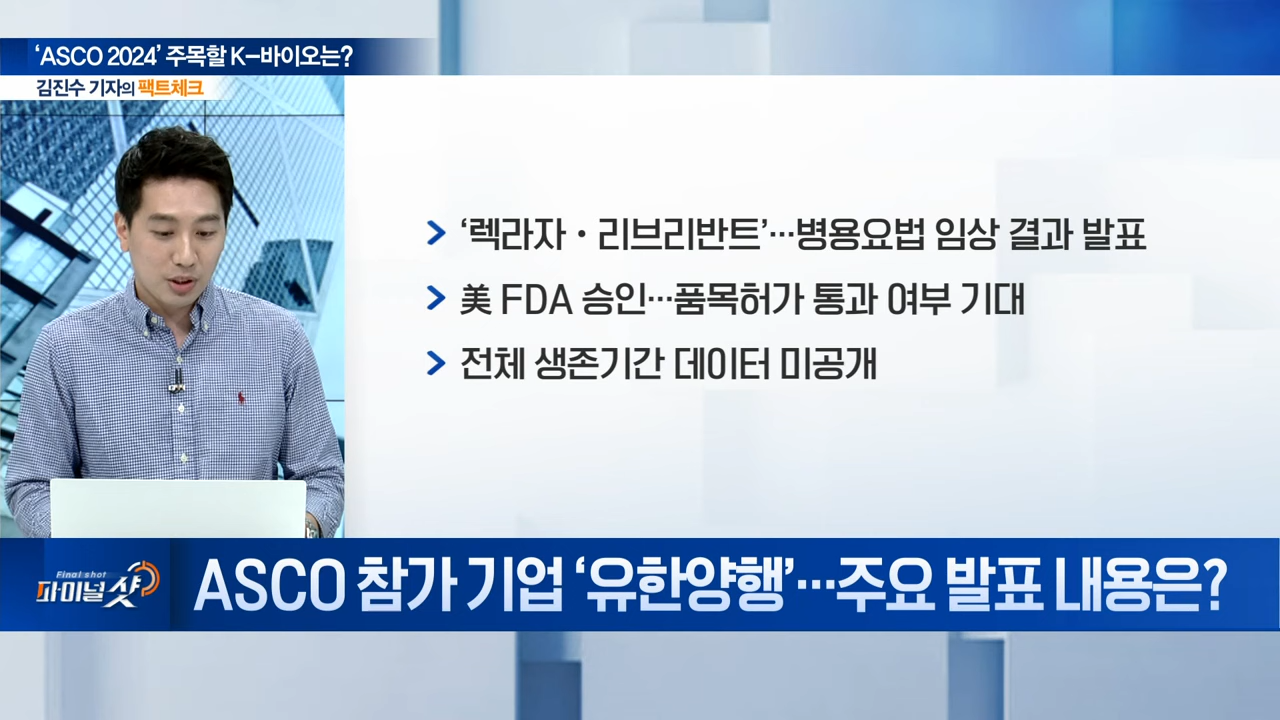 ‘ASCO 2024’ 주목할 K-바이오는?
김진수 기자의 팩트체크
‘렉라자·리브리반트’…병용요법 임상 결과 발표
美 FDA 승인…품목허가 통과 여부 기대
전체 생존기간 데이터 미공개
Final shot
파이널 샷
ASCO 참가 기업 ‘유한양행’…주요 발표 내용은?